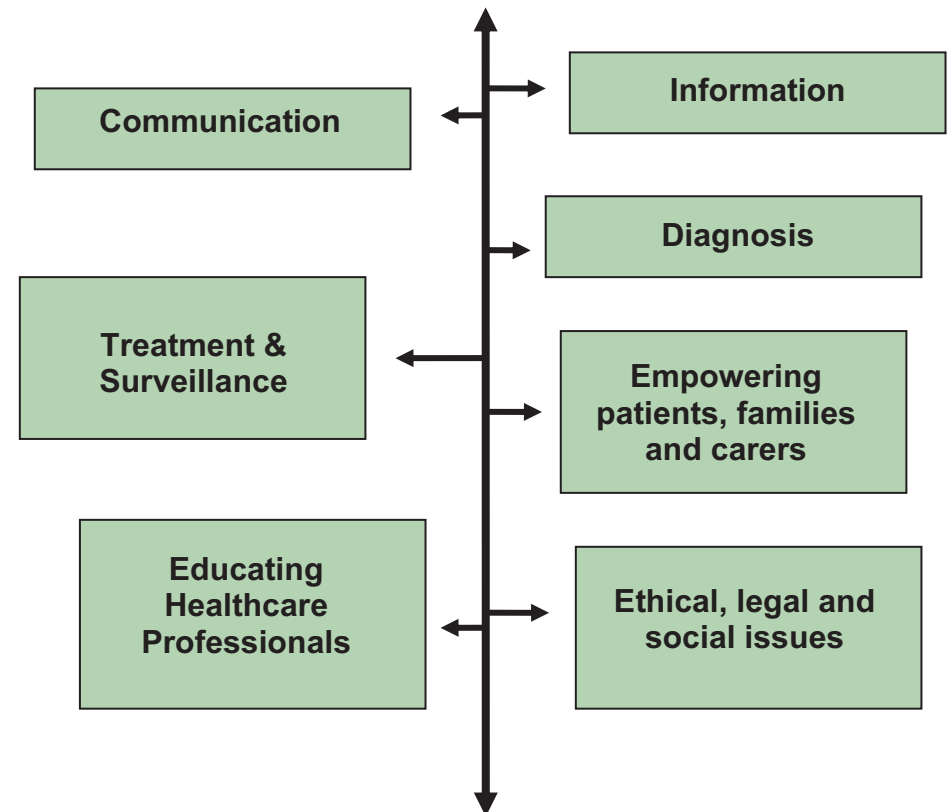 Information
Communication
Diagnosis
Treatment &
Surveillance
Empowering
patients, families
and carers
Educating
Healthcare
Professionals
Ethical, legal and
social issues